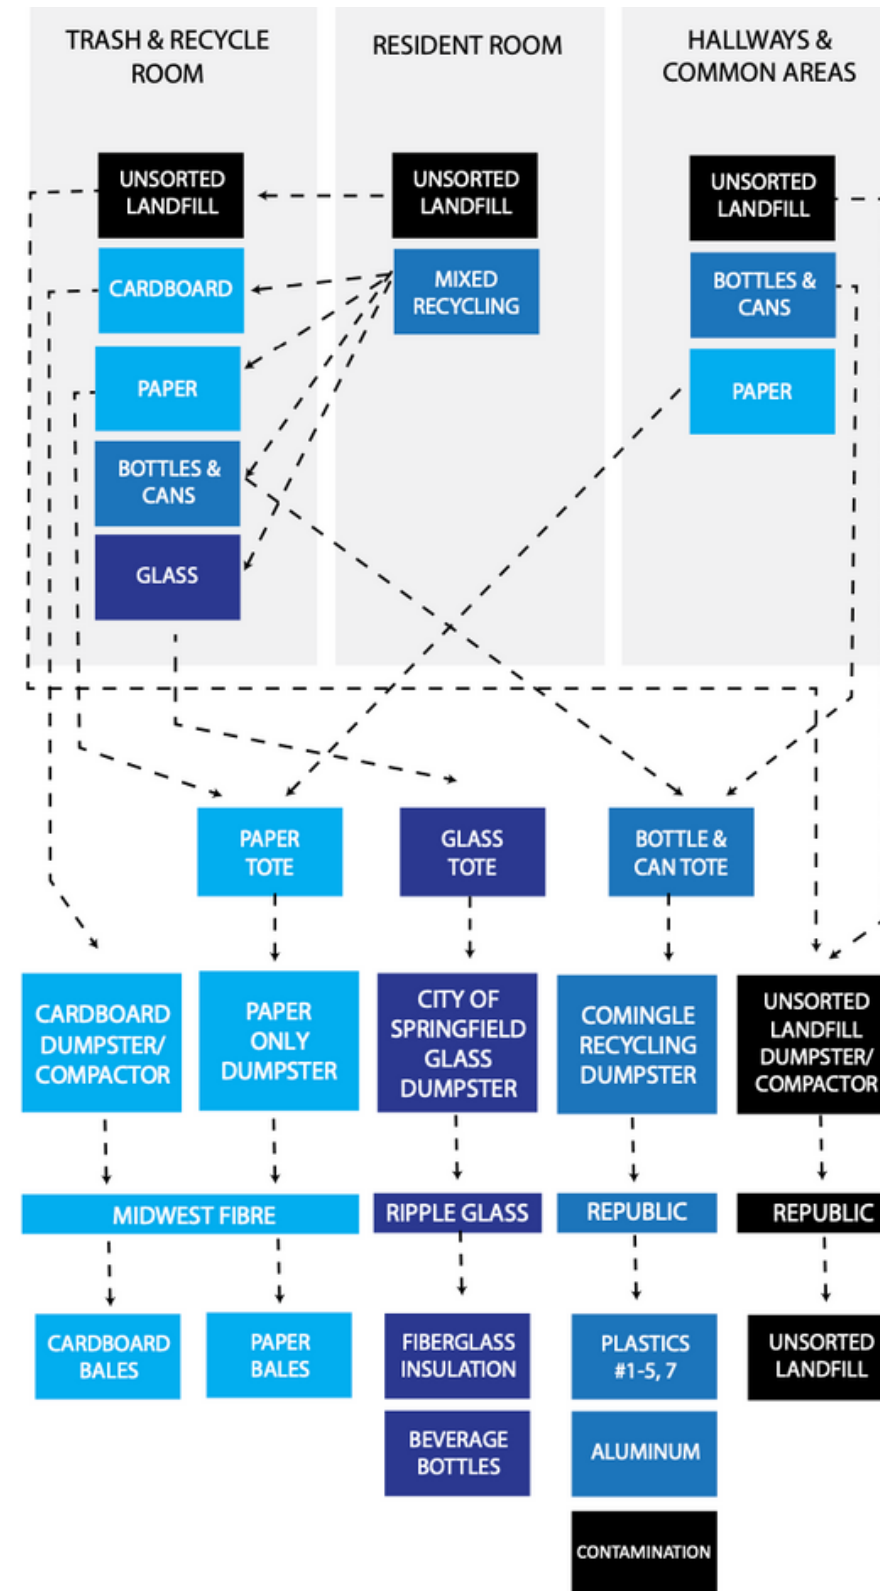 TRASH & RECYCLE
ROOM
RESIDENT ROOM
HALLWAYS &
COMMON AREAS
UNSORTED
LANDFILL
CARDBOARD
PAPER
BOTTLES &
CANS
GLASS
UNSORTED
LANDFILL
MIXED
RECYCLING
UNSORTED
LANDFILL
BOTTLES &
CANS
PAPER
PAPER
TOTE
GLASS
TOTE
BOTTLE &
CAN TOTE
CARDBOARD
DUMPSTER/
COMPACTOR
PAPER
ONLY
DUMPSTER
CITY OF
SPRINGFIELD
GLASS
DUMPSTER
COMINGLE
RECYCLING
DUMPSTER
UNSORTED
LANDFILL
DUMPSTER/
COMPACTOR
MIDWEST FIBRE
RIPPLE GLASS
REPUBLIC
REPUBLIC
CARDBOARD
BALES
PAPER
BALES
FIBERGLASS
INSULATION
PLASTICS
#1-5, 7
UNSORTED
LANDFILL
BEVERAGE
BOTTLES
ALUMINUM
CONTAMINATION